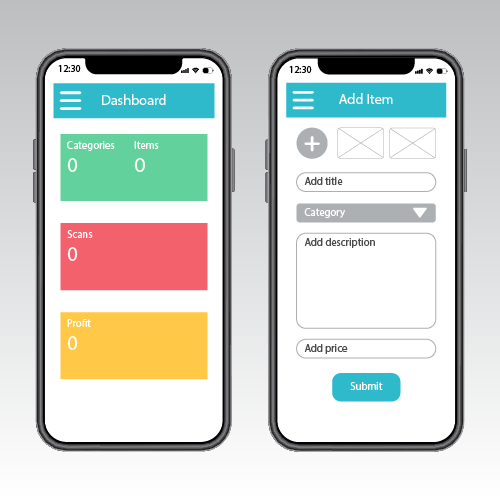 12:30
Dashboard
Categories Items
0 0
Scans
0
Profit
0
12:30
Add Item
Add title
Category
Add description
Add price
Submit